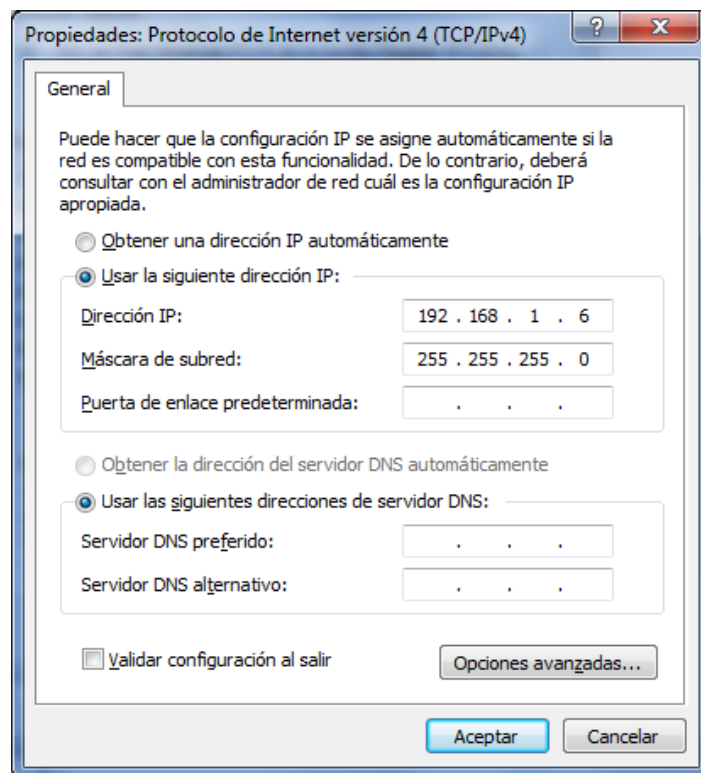 Propiedades: Protocolo de Internet versión 4 (TCP/IPv4)
General
Puede hacer que la configuración IP se asigne automáticamente si la
red es compatible con esta funcionalidad. De lo contrario, deberá
consultar con el administrador de red cuál es la configuración IP
apropiada.
Obtener una dirección IP automáticamente
Usar la siguiente dirección IP:
Dirección IP: 192 . 168 . 1 . 6
Máscara de subred: 255 . 255 . 255 . 0
Puerta de enlace predeterminada: . . .
Obtener la dirección del servidor DNS automáticamente
Usar las siguientes direcciones de servidor DNS:
Servidor DNS preferido: . . .
Servidor DNS alternativo: . . .
Validar configuración al salir
Opciones avanzadas...
Aceptar Cancelar